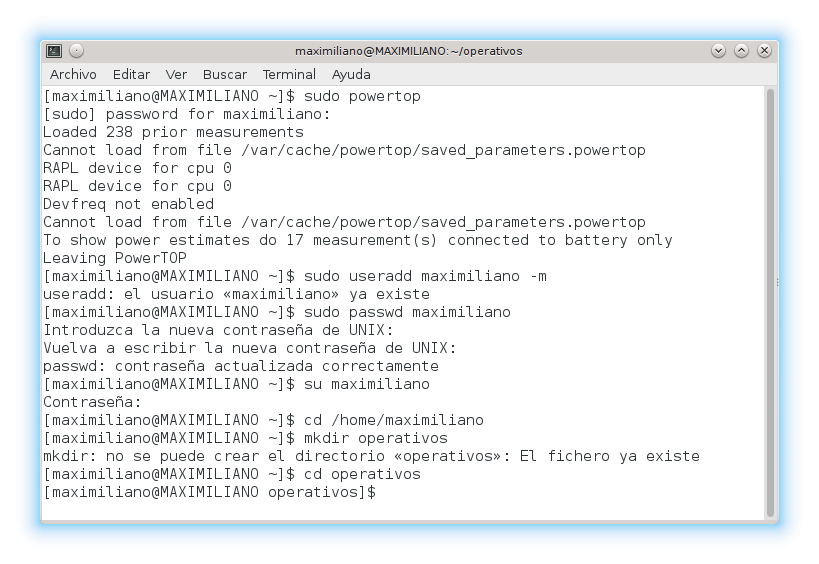 maximiliano@MAXIMILIANO:~/operativos
Archivo Editar Ver Buscar Terminal Ayuda
[maximiliano@MAXIMILIANO ~]$ sudo powertop
[sudo] password for maximiliano:
Loaded 238 prior measurements
Cannot load from file /var/cache/powertop/saved_parameters.powertop
RAPL device for cpu 0
RAPL device for cpu 0
Devfreq not enabled
Cannot load from file /var/cache/powertop/saved_parameters.powertop
To show power estimates do 17 measurement(s) connected to battery only
Leaving PowerTOP
[maximiliano@MAXIMILIANO ~]$ sudo useradd maximiliano -m
useradd: el usuario «maximiliano» ya existe
[maximiliano@MAXIMILIANO ~]$ sudo passwd maximiliano
Introduzca la nueva contraseña de UNIX:
Vuelva a escribir la nueva contraseña de UNIX:
passwd: contraseña actualizada correctamente
[maximiliano@MAXIMILIANO ~]$ su maximiliano
Contraseña:
[maximiliano@MAXIMILIANO ~]$ cd /home/maximiliano
[maximiliano@MAXIMILIANO ~]$ mkdir operativos
mkdir: no se puede crear el directorio «operativos»: El fichero ya existe
[maximiliano@MAXIMILIANO ~]$ cd operativos
[maximiliano@MAXIMILIANO operativos]$